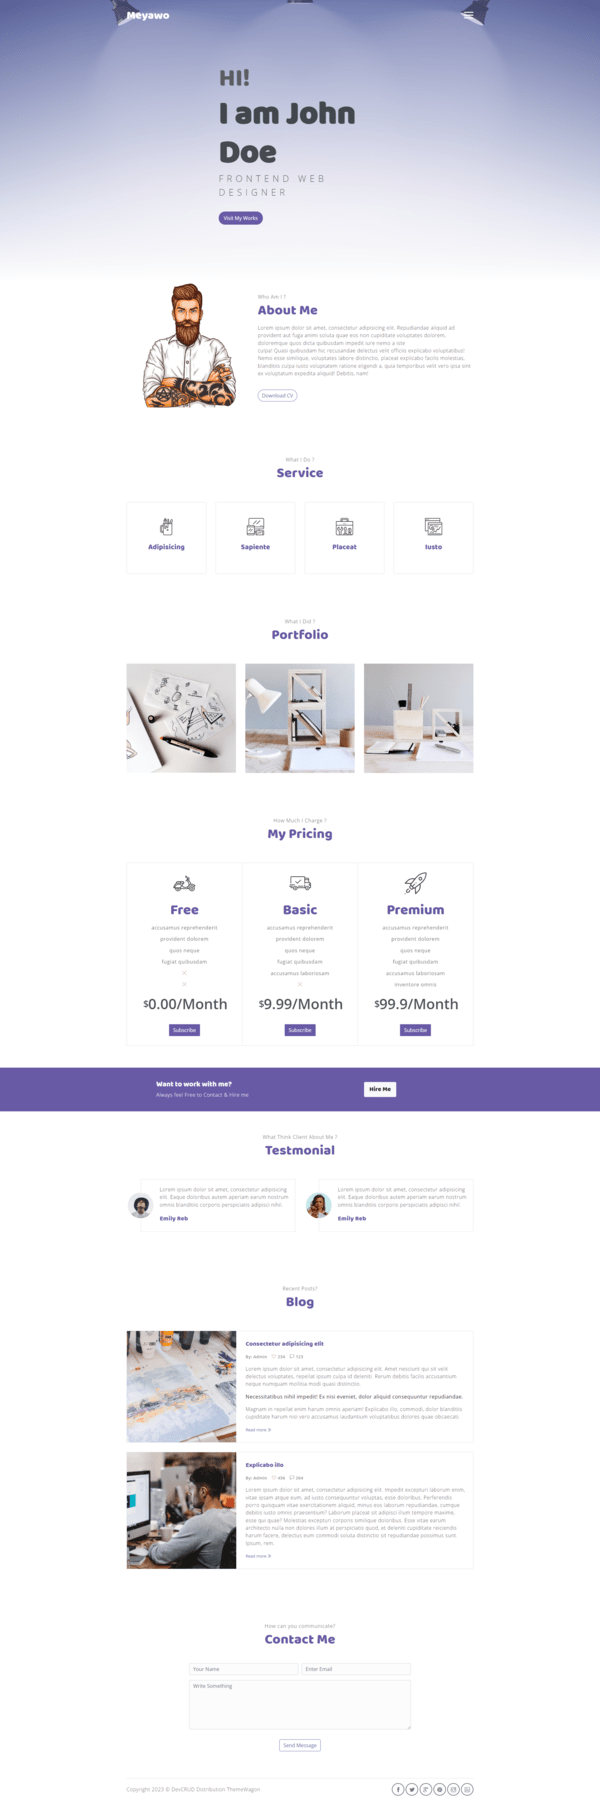 Meyawo
HI!
I am John
Doe
FRONTEND WEB
DESIGNER
Visit My Works
Who Am I ?
About Me
Lorem ipsum dolor sit amet, consectetur adipisicing elit. Repudiandae aliquid ad
provident aut fuga animi soluta quae eos non cupiditate voluptates dolorem,
doloremque quos dicta quibusdam impedit iure nemo a iste
culpa! Quasi quibusdam hic recusandae delectus velit officiis explicabo voluptatibus!
Nemo esse similique, voluptates labore distinctio, placeat explicabo facilis molestias,
blanditiis culpa iusto voluptatem ratione eligendi a, quia temporibus velit vero ipsa sint
ex voluptatum expedita aliquid! Debitis, nam!
Download CV
What I Do ?
Service
Adipisicing
Sapiente
Placeat
Iusto
What I Did ?
Portfolio
How Much I Charge ?
My Pricing
Free
accusamus reprehenderit
provident dolorem
quos neque
fugiat quibusdam
$0.00/Month
Subscribe
Basic
accusamus reprehenderit
provident dolorem
quos neque
fugiat quibusdam
accusamus laboriosam
$9.99/Month
Subscribe
Premium
accusamus reprehenderit
provident dolorem
quos neque
fugiat quibusdam
accusamus laboriosam
inventore omnis
$99.9/Month
Subscribe
Want to work with me?
Always feel Free to Contact & Hire me
Hire Me
What Think Client About Me ?
Testmonial
Lorem ipsum dolor sit amet, consectetur adipisicing
elit. Eaque doloribus autem aperiam earum nostrum
omnis blanditiis corporis perspiciatis adipisci nihil.
Emily Reb
Lorem ipsum dolor sit amet, consectetur adipisicing
elit. Eaque doloribus autem aperiam earum nostrum
omnis blanditiis corporis perspiciatis adipisci nihil.
Emily Reb
Recent Posts?
Blog
Consectetur adipisicing elit
By: Admin 234 123
Lorem ipsum dolor sit amet, consectetur adipisicing elit. Amet nesciunt qui sit velit
delectus voluptates, repellat ipsum culpa id deleniti. Rerum debitis facilis accusantium
neque numquam mollitia modi quasi distinctio.
Necessitatibus nihil impedit! Ex nisi eveniet, dolor aliquid consequuntur repudiandae.
Magnam in repellat enim harum omnis aperiam! Explicabo illo, commodi, dolor blanditiis
cupiditate harum nisi vero accusamus laudantium voluptatibus dolores quae obcaecati.
Read more
Explicabo illo
By: Admin 456 264
Lorem ipsum dolor sit amet, consectetur adipisicing elit. Impedit excepturi laborum enim,
vitae ipsam atque eum, ad iusto consequuntur voluptas, esse doloribus. Perferendis
porro quisquam vitae exercitationem aliquid, minus eos laborum repudiandae, cumque
debitis iusto omnis praesentium? Laborum placeat sit adipisci illum tempore maxime,
esse qui quae? Molestias excepturi corporis similique doloribus. Esse vitae earum
architecto nulla non dolores illum at perspiciatis quod, et deleniti cupiditate reiciendis
harum facere, delectus eum commodi soluta distinctio sit repudiandae possimus sunt.
Ipsum, rem.
Read more
How can you communicate?
Contact Me
Your Name
Enter Email
Write Something
Send Message
Copyright 2023 © DevCRUD Distribution ThemeWagon